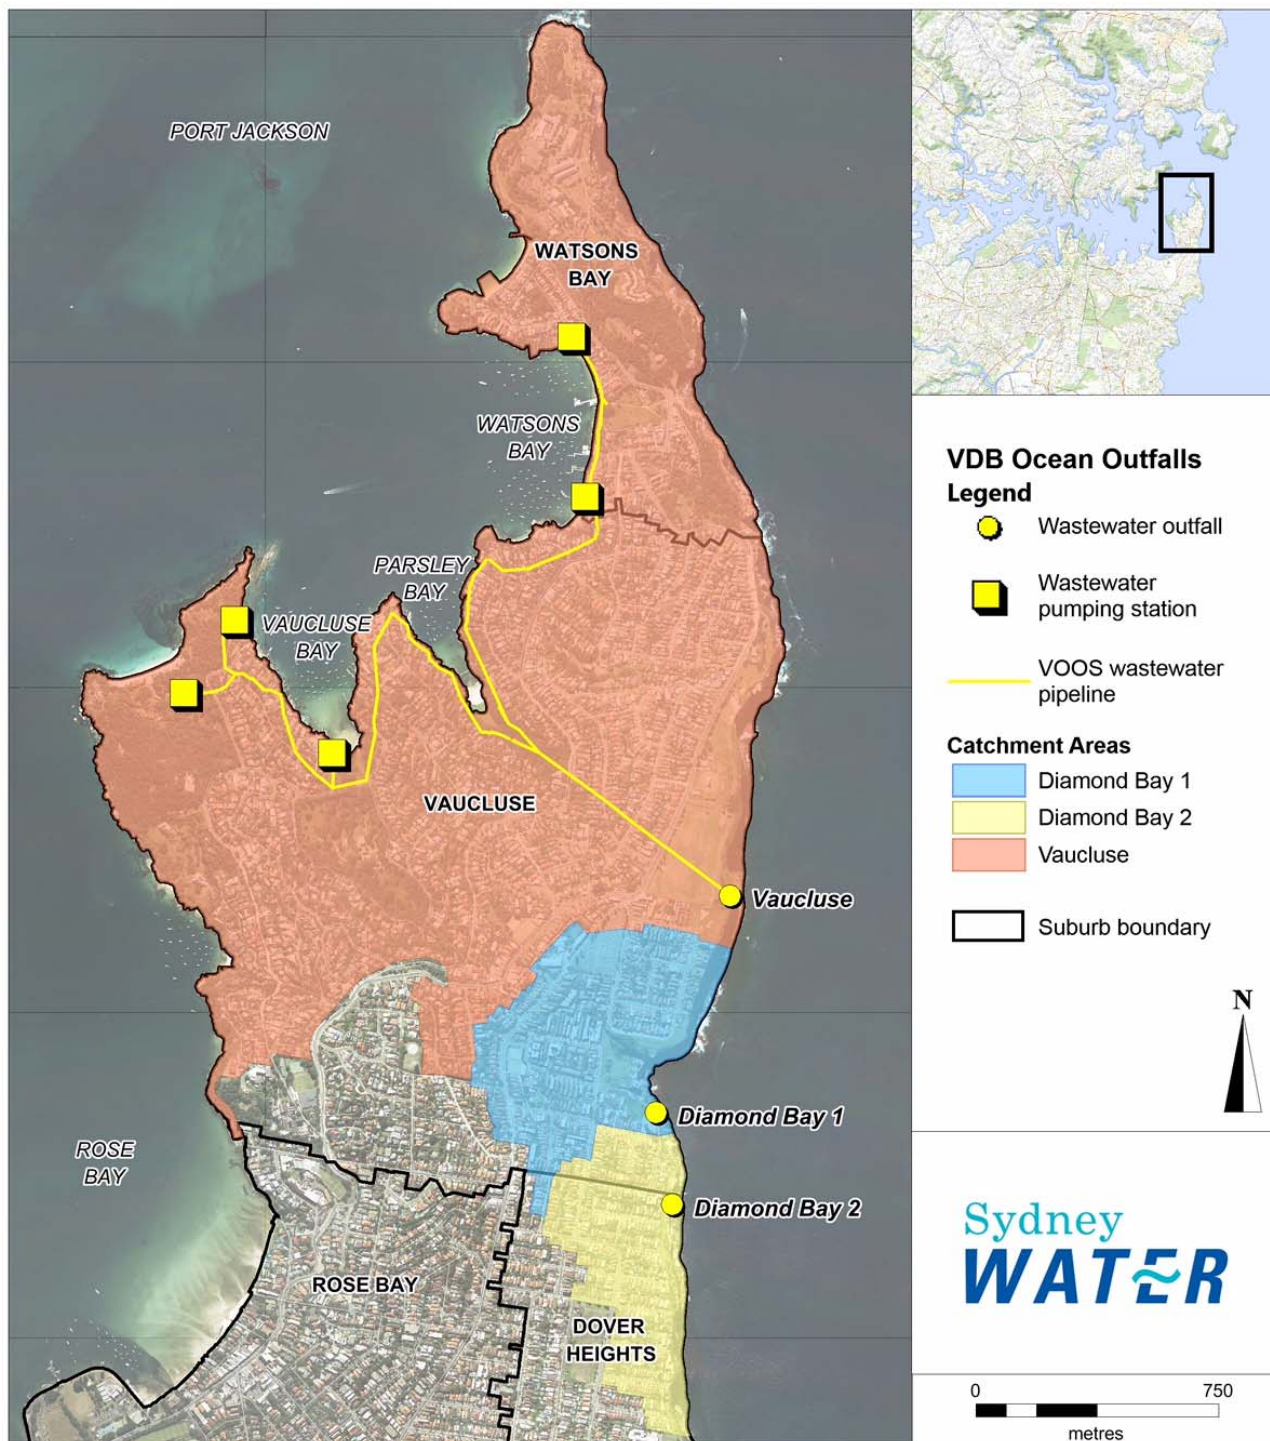 PORT JACKSON
WATSONS
BAY
WATSONS
BAY
PARSLEY
BAY
VAUCLUSE
BAY
VAUCLUSE
Vaucluse
Diamond Bay 1
ROSE
BAY
Diamond Bay 2
ROSE BAY
DOVER
HEIGHTS
VDB Ocean Outfalls
Legend
Wastewater outfall
Wastewater
pumping station
VOOS wastewater
pipeline
Catchment Areas
Diamond Bay 1
Diamond Bay 2
Vaucluse
Suburb boundary
N
Sydney
WATER
0 750
metres